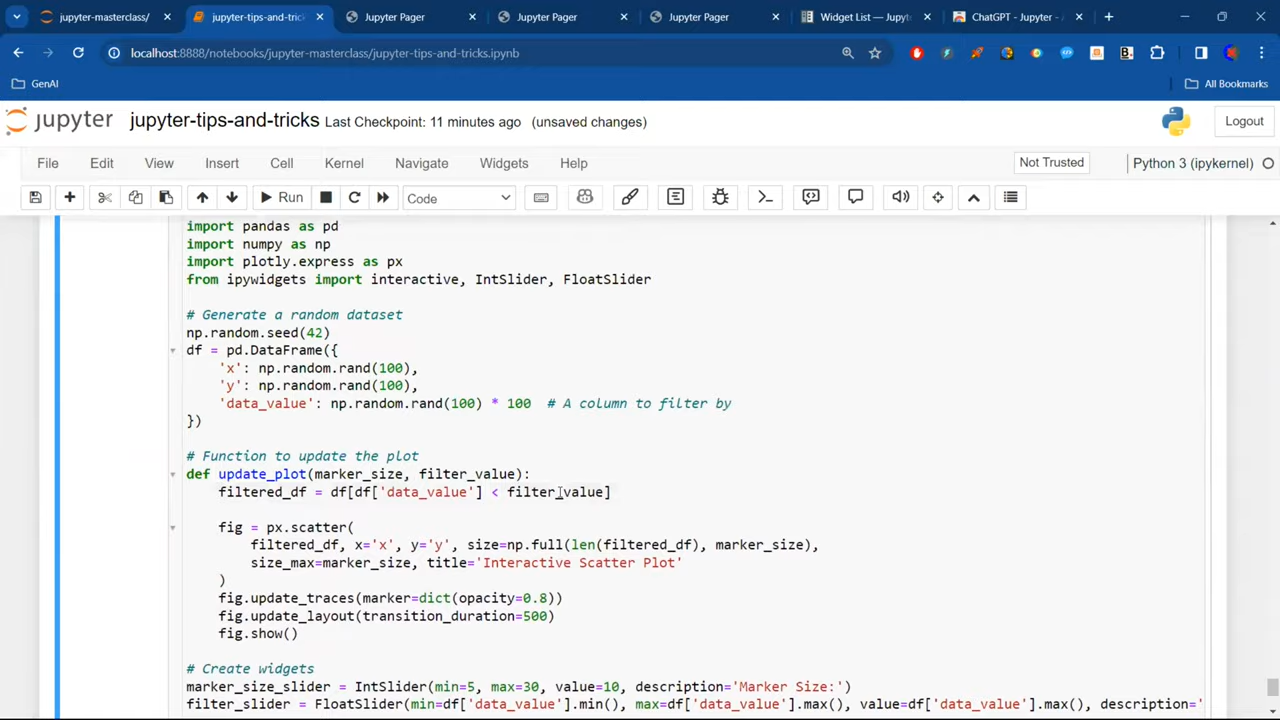 jupyter-masterclass/
jupyter-tips-and-trick
Jupyter Pager
Jupyter Pager
Jupyter Pager
Widget List — Jupyt
ChatGPT - Jupyter -
localhost:8888/notebooks/jupyter-masterclass/jupyter-tips-and-tricks.ipynb
GenAI
All Bookmarks
jupyter jupyter-tips-and-tricks Last Checkpoint: 11 minutes ago (unsaved changes)
Logout
File Edit View Insert Cell Kernel Navigate Widgets Help
Not Trusted
Python 3 (ipykernel)
Run
Code
import pandas as pd
import numpy as np
import plotly.express as px
from ipywidgets import interactive, IntSlider, FloatSlider
# Generate a random dataset
np.random.seed(42)
df = pd.DataFrame({
'x': np.random.rand(100),
'y': np.random.rand(100),
'data_value': np.random.rand(100) * 100 # A column to filter by
})
# Function to update the plot
def update_plot(marker_size, filter_value):
filtered_df = df[df['data_value'] < filter_value]
fig = px.scatter(
filtered_df, x='x', y='y', size=np.full(len(filtered_df), marker_size),
size_max=marker_size, title='Interactive Scatter Plot'
)
fig.update_traces(marker=dict(opacity=0.8))
fig.update_layout(transition_duration=500)
fig.show()
# Create widgets
marker_size_slider = IntSlider(min=5, max=30, value=10, description='Marker Size:')
filter_slider = FloatSlider(min=df['data_value'].min(), max=df['data_value'].max(), value=df['data_value'].max(), description='